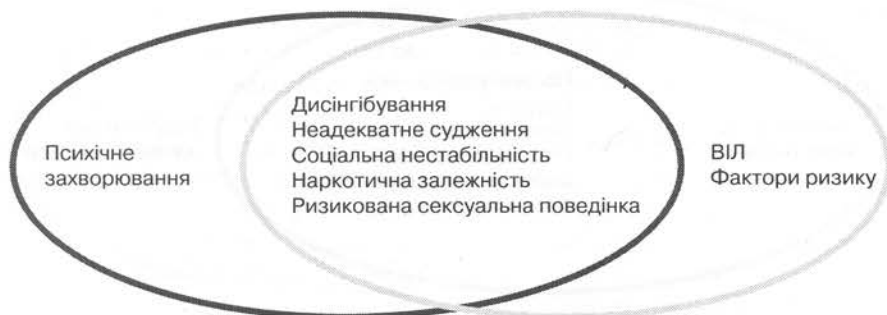 Психічне
захворювання
Дисінгібування
Неадекватне судження
Соціальна нестабільність
Наркотична залежність
Ризикована сексуальна поведінка
ВІЛ
Фактори ризику